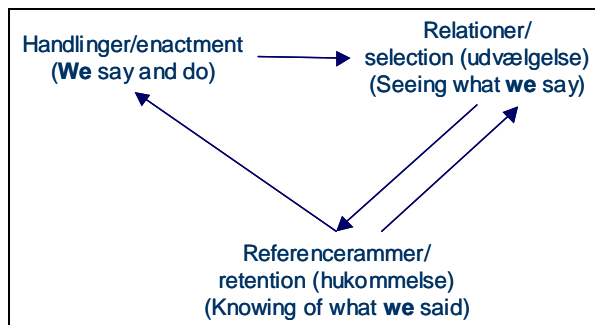 Handlinger/enactment
(We say and do)
Relationer/
selection (udvælgelse)
(Seeing what we say)
Referencerammer/
retention (hukommelse)
(Knowing of what we said)